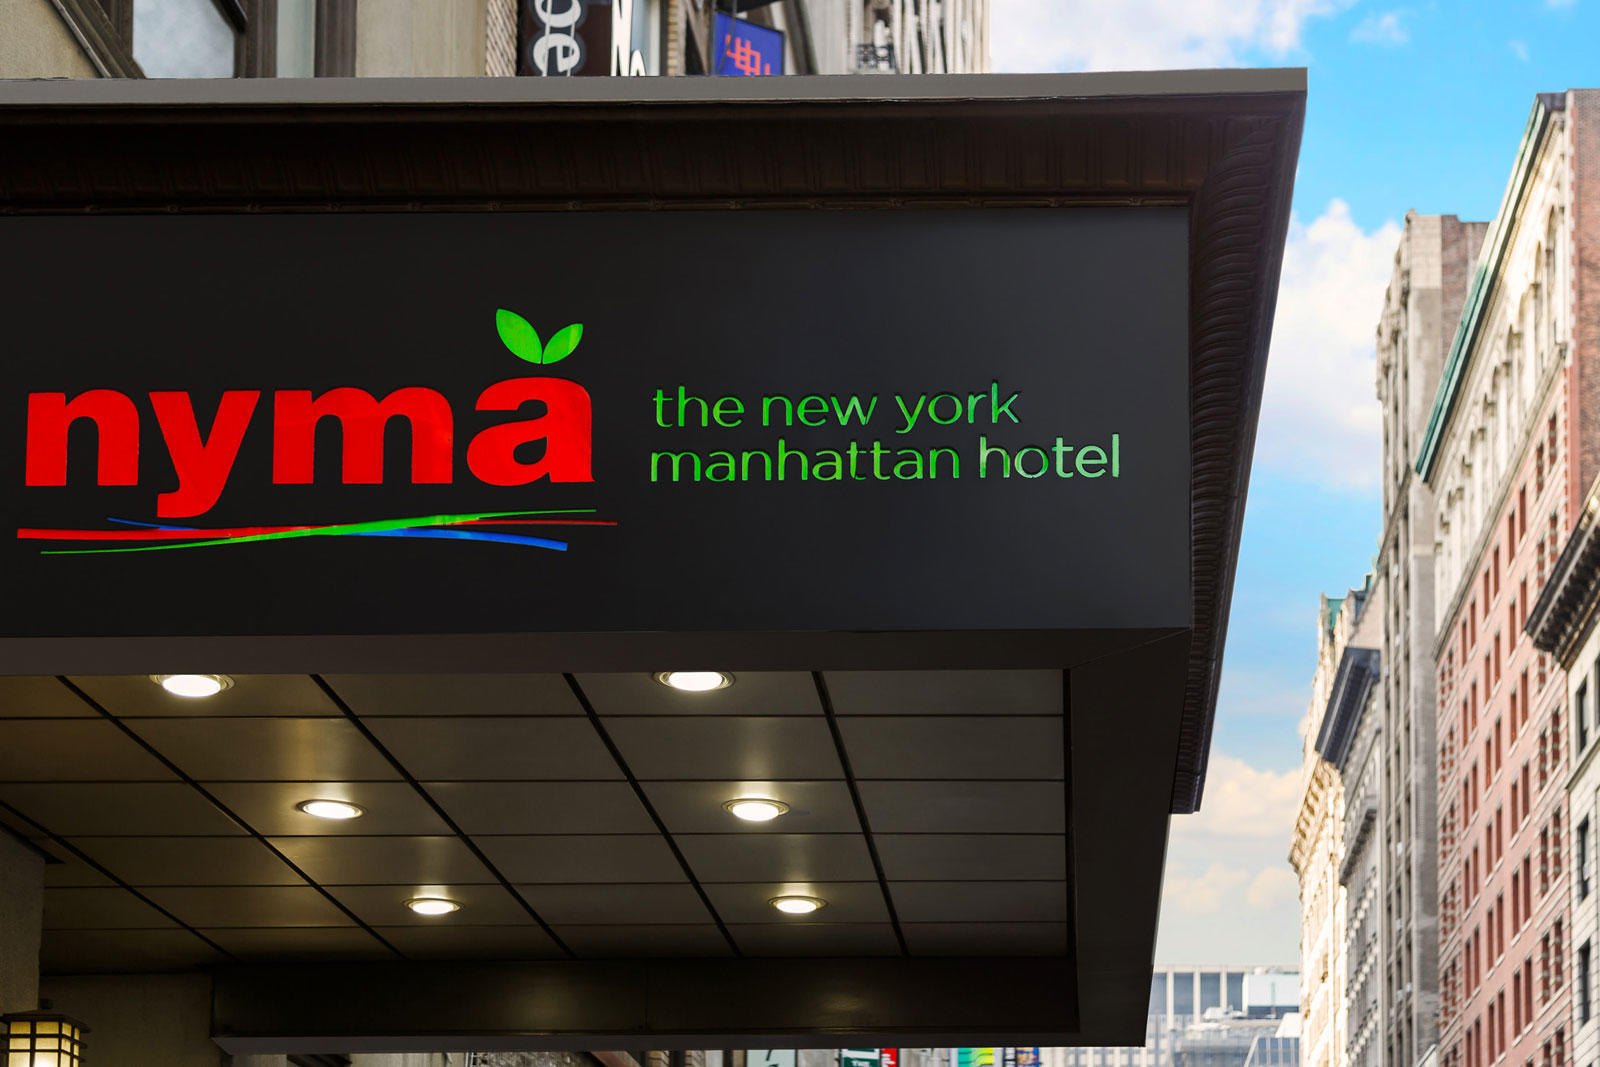 nyma
the new york
manhattan hotel